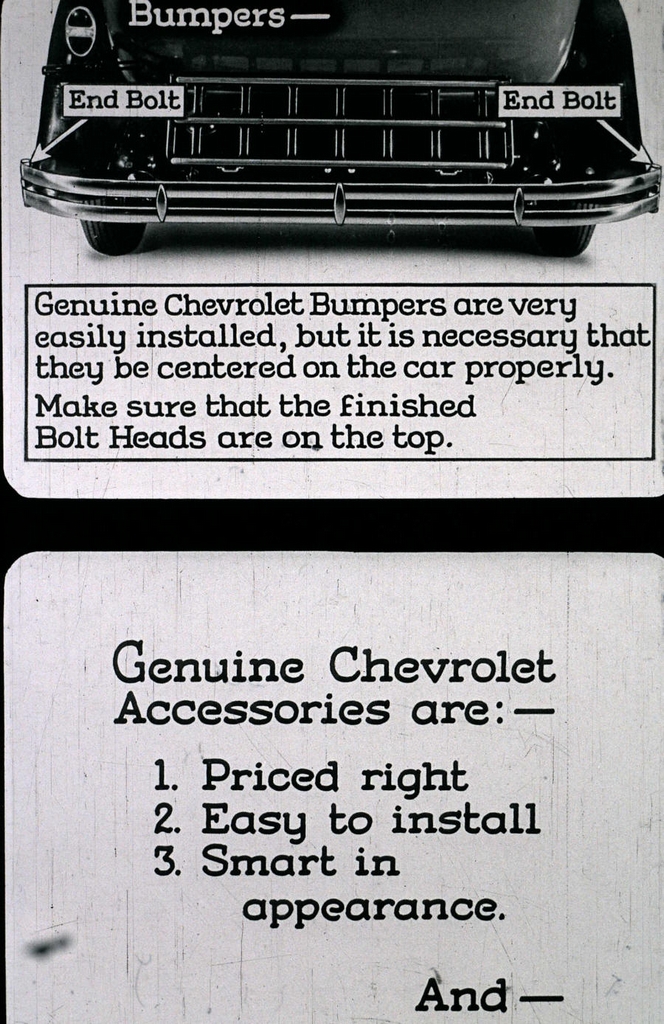 Bumpers—
End Bolt
End Bolt
Genuine Chevrolet Bumpers are very
easily installed, but it is necessary that
they be centered on the car properly.
Make sure that the finished
Bolt Heads are on the top.
Genuine Chevrolet
Accessories are:—
1. Priced right
2. Easy to install
3. Smart in
appearance.
And—